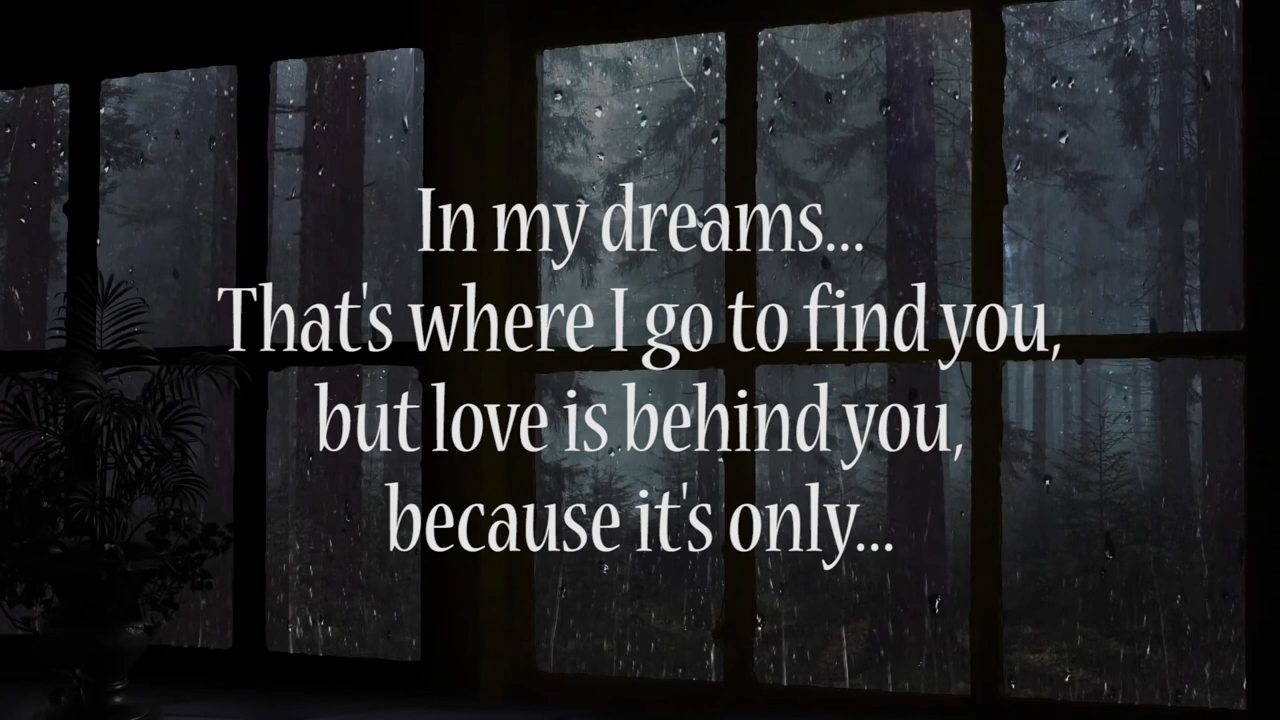 In my dreams...
That's where I go to find you,
but love is behind you,
because it's only...